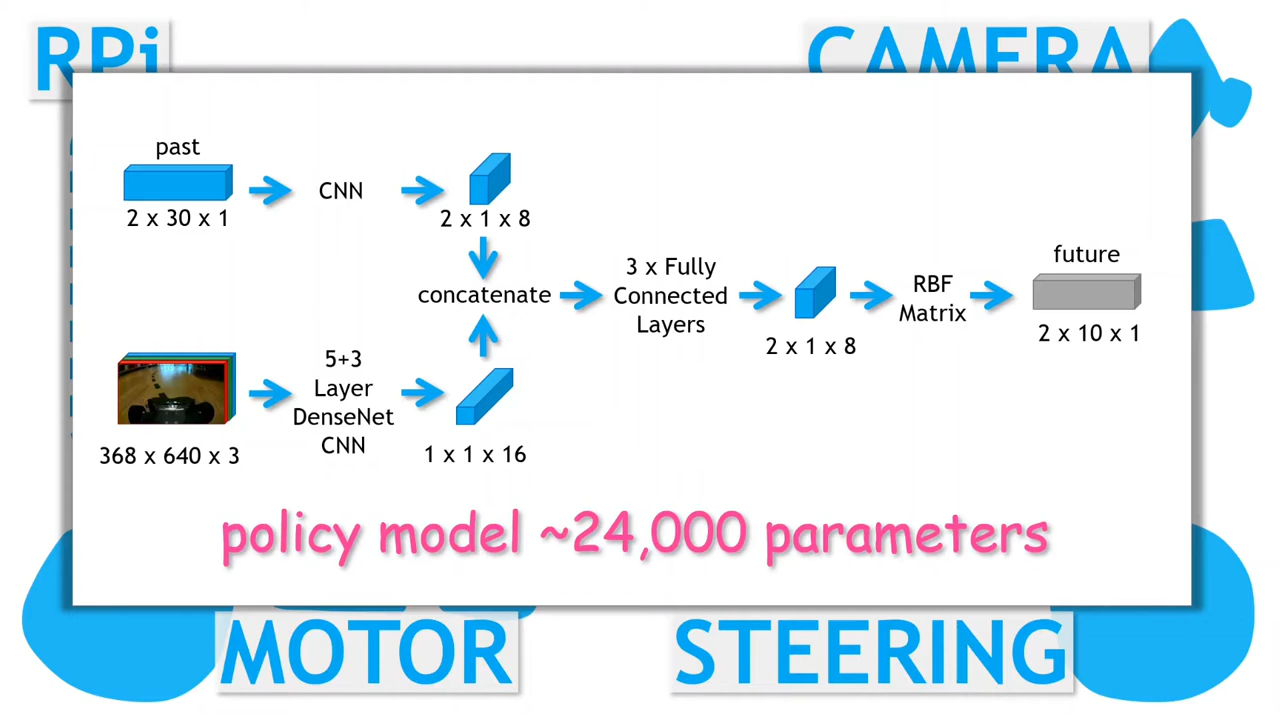 RPi
CAMERA
past
2 x 30 x 1
CNN
2 x 1 x 8
concatenate
3 x Fully
Connected
Layers
2 x 1 x 8
RBF
Matrix
future
2 x 10 x 1
368 x 640 x 3
5+3
Layer
DenseNet
CNN
1 x 1 x 16
policy model ~24,000 parameters
MOTOR
STEERING